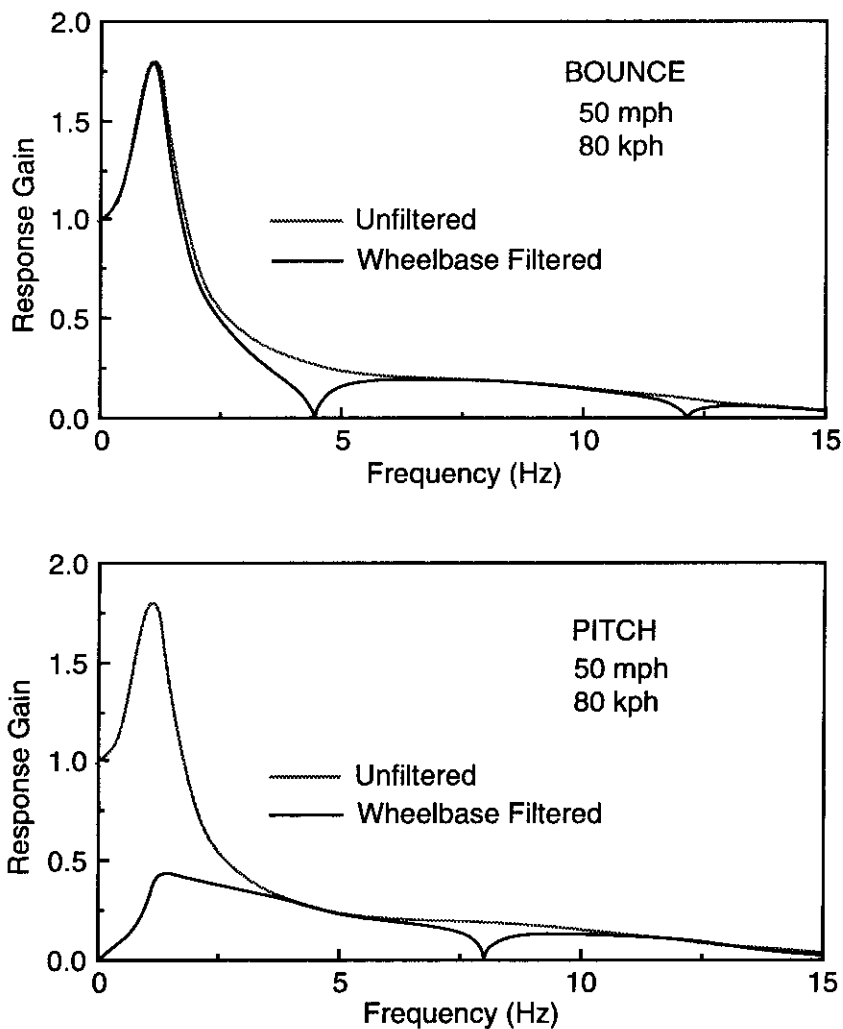 2.0
1.5
1.0
0.5
0.0
Response Gain
BOUNCE
50 mph
80 kph
Unfiltered
Wheelbase Filtered
0
5
10
15
Frequency (Hz)
2.0
1.5
1.0
0.5
0.0
Response Gain
PITCH
50 mph
80 kph
Unfiltered
Wheelbase Filtered
0
5
10
15
Frequency (Hz)